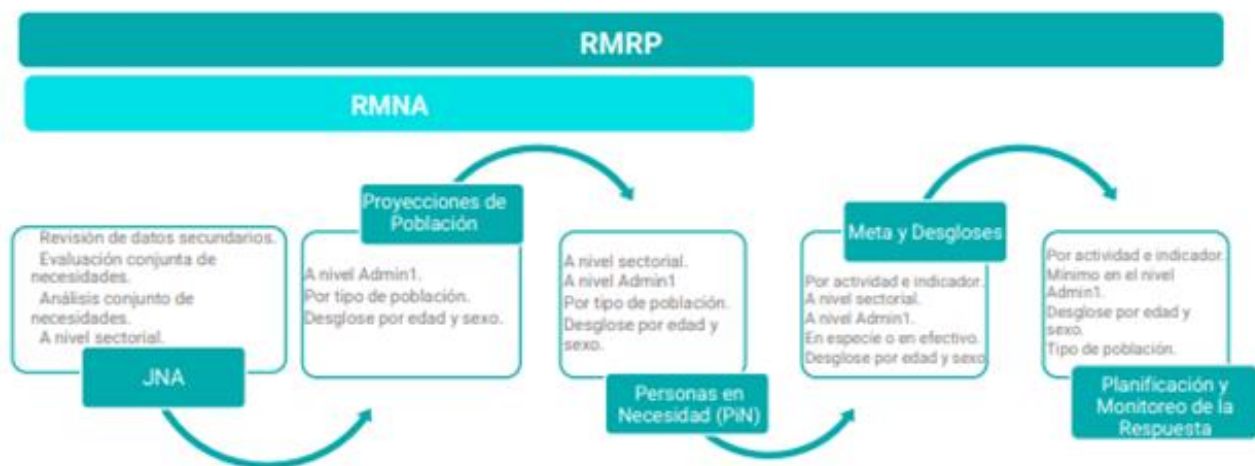 RMRP
RMNA
Revisión de datos secundarios.
Evaluación conjunta de
necesidades.
Análisis conjunto de
necesidades.
A nivel sectorial.
JNA
Proyecciones de
Población
A nivel Admin1.
Por tipo de población.
Desglose por edad y sexo.
A nivel sectorial.
A nivel Admin1
Por tipo de población.
Desglose por edad y
sexo.
Personas en
Necesidad (PiN)
Meta y Desgloses
Por actividad e indicador.
A nivel sectorial.
A nivel Admin1.
En especie o en efectivo.
Desglose por edad y sexo
Por actividad e indicador.
Mínimo en el nivel
Admin1.
Desglose por edad y
sexo.
Tipo de población.
Planificación y
Monitoreo de la
Respuesta